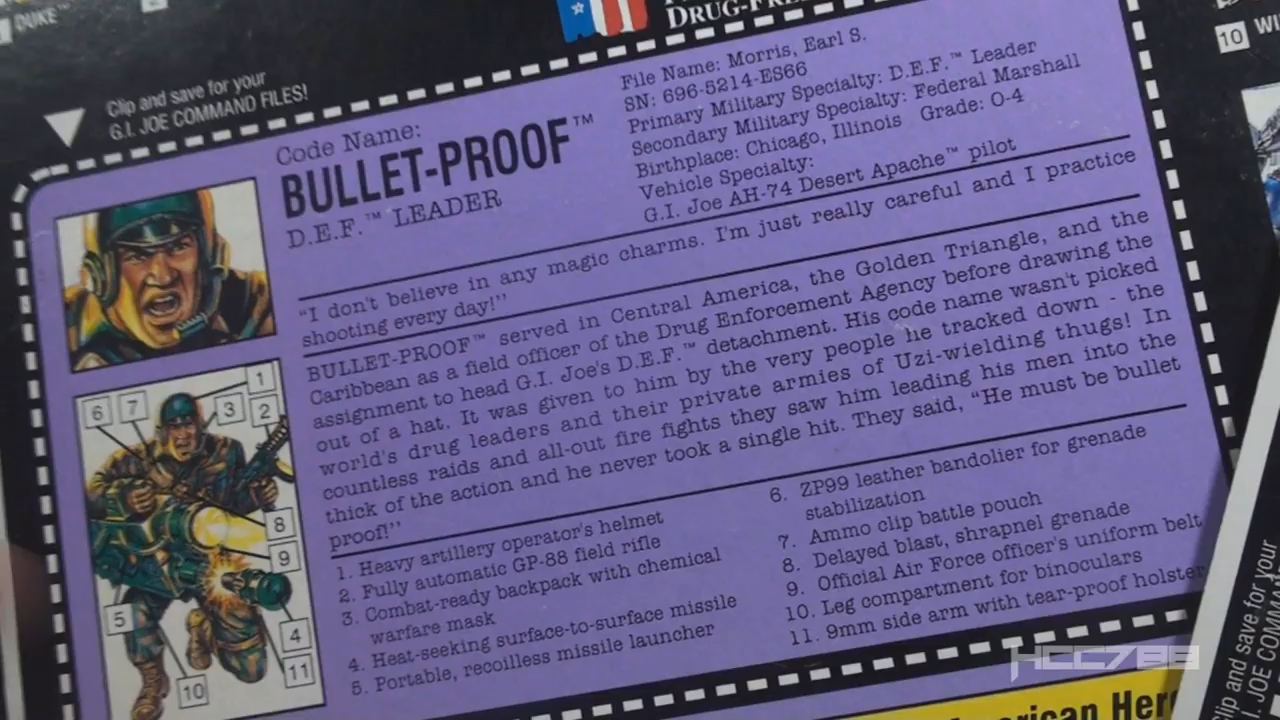 DUKE™
DRUG-FRE
10 WI
Clip and save for your
G.I. JOE COMMAND FILES!
Code Name:
BULLET-PROOF™
D.E.F.™ LEADER
File Name: Morris, Earl S.
SN: 696-5214-ES66
Primary Military Specialty: D.E.F.™ Leader
Secondary Military Specialty: Federal Marshall
Birthplace: Chicago, Illinois Grade: O-4
Vehicle Specialty:
G.I. Joe AH-74 Desert Apache™ pilot
"I don't believe in any magic charms. I'm just really careful and I practice
shooting every day!"
BULLET-PROOF™ served in Central America, the Golden Triangle, and the
Caribbean as a field officer of the Drug Enforcement Agency before drawing the
assignment to head G.I. Joe's D.E.F.™ detachment. His code name wasn't picked
out of a hat. It was given to him by the very people he tracked down - the
world's drug leaders and their private armies of Uzi-wielding thugs! In
countless raids and all-out fire fights they saw him leading his men into the
thick of the action and he never took a single hit. They said, "He must be bullet
proof!"
1
6 7 3 2
8
9
5
4
11
10
1. Heavy artillery operator's helmet
2. Fully automatic GP-88 field rifle
3. Combat-ready backpack with chemical
warfare mask
4. Heat-seeking surface-to-surface missile
5. Portable, recoilless missile launcher
6. ZP99 leather bandolier for grenade
stabilization
7. Ammo clip battle pouch
8. Delayed blast, shrapnel grenade
9. Official Air Force officer's uniform belt
10. Leg compartment for binoculars
11. 9mm side arm with tear-proof holster
HCC788
merican Hero
lip and save for your
I. JOE COMMA